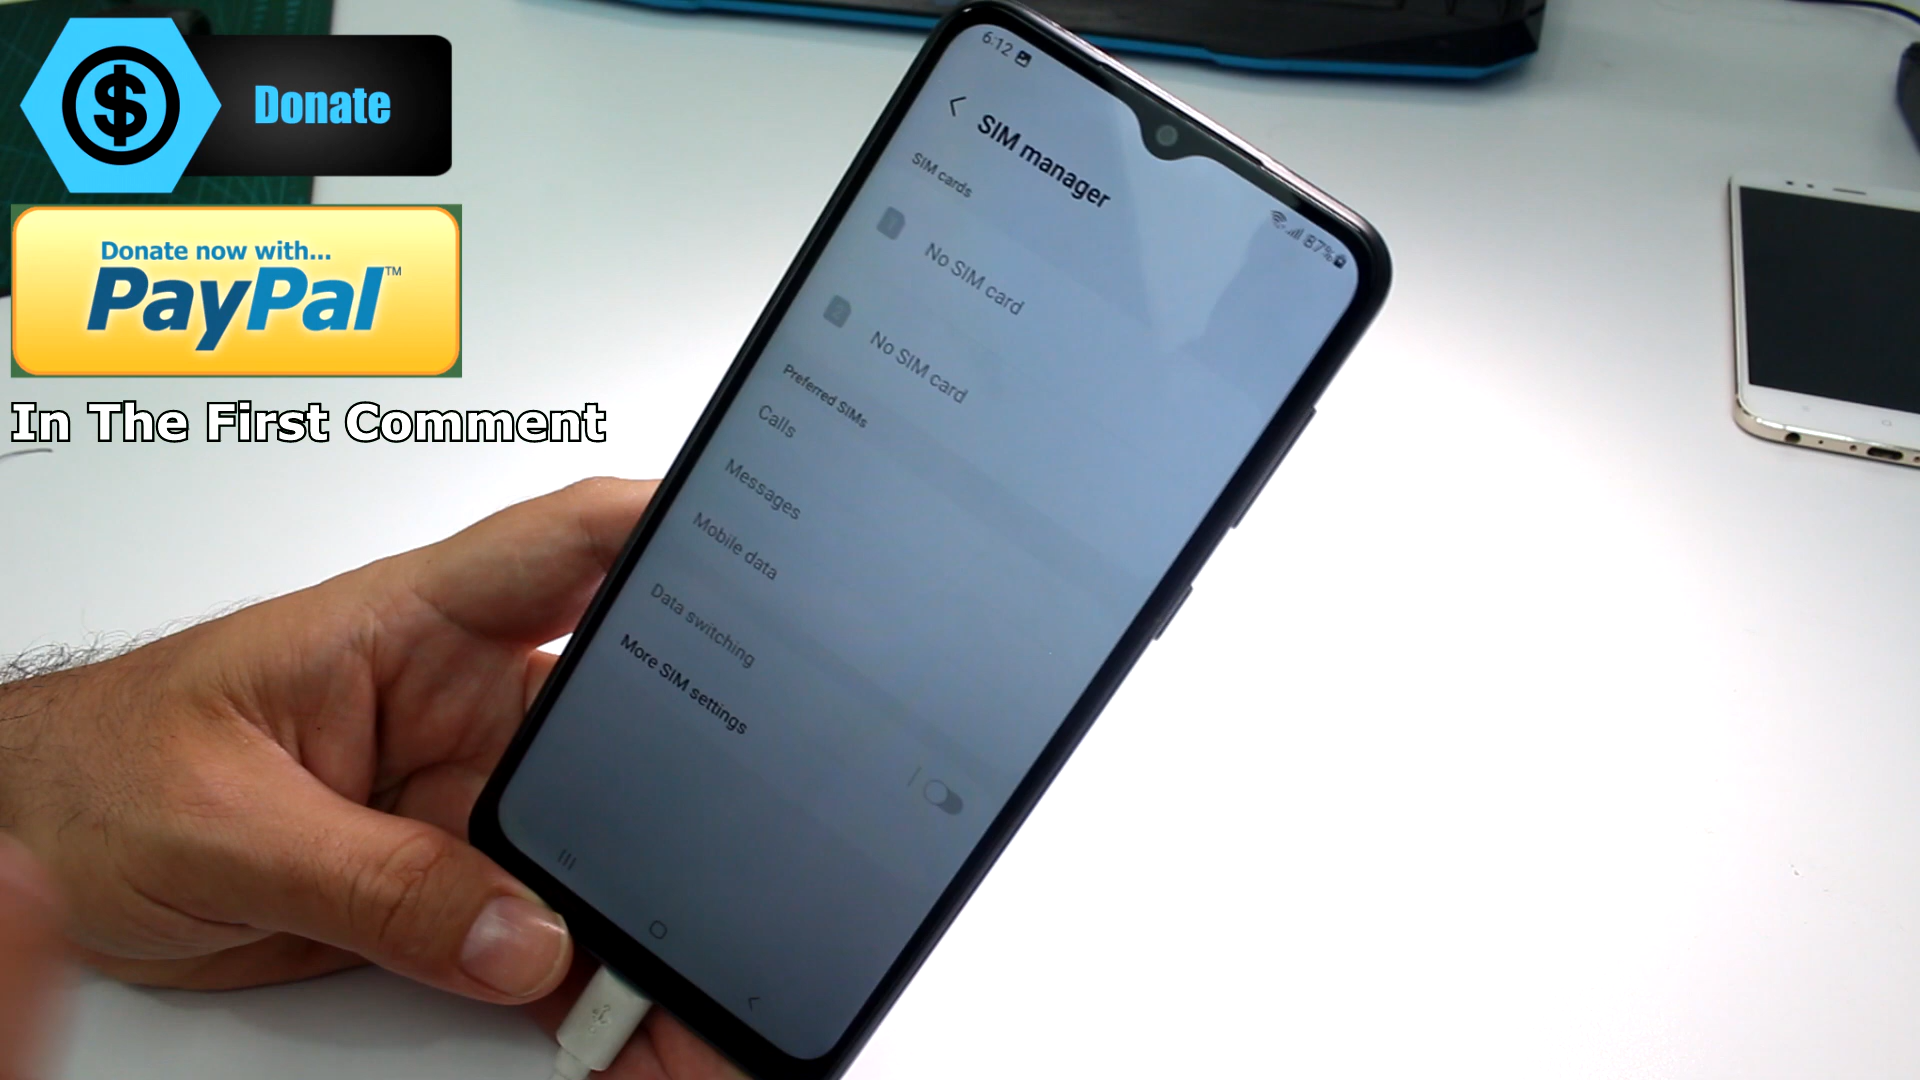 Donate
Donate now with...
PayPal™
In The First Comment
6:12
87%
SIM manager
SIM cards
No SIM card
No SIM card
Preferred SIMs
Calls
Messages
Mobile data
Data switching
More SIM settings